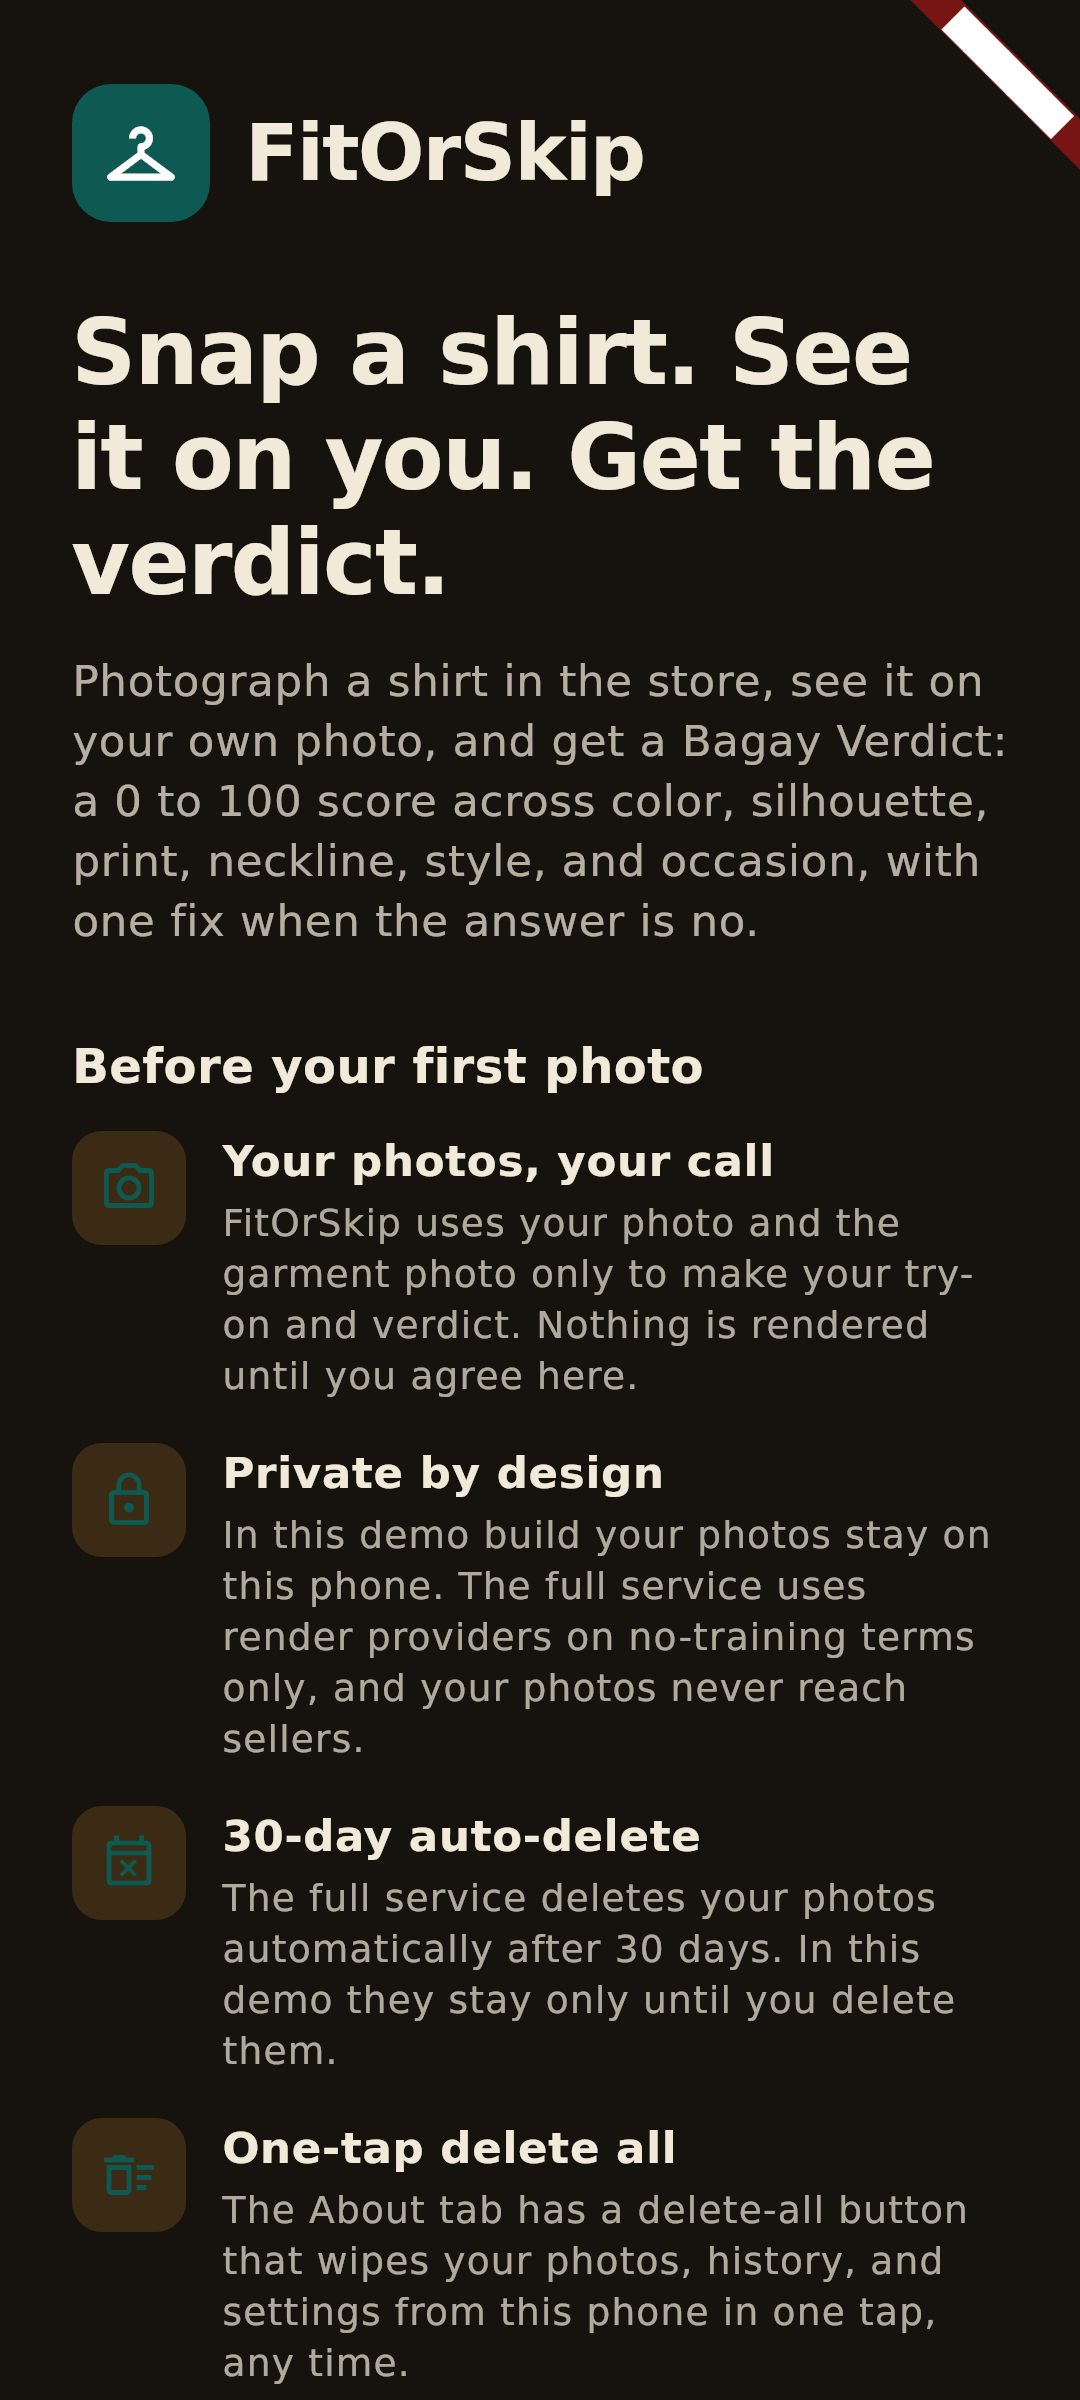 FitOrSkip
Snap a shirt. See
it on you. Get the
verdict.
Photograph a shirt in the store, see it on
your own photo, and get a Bagay Verdict:
a 0 to 100 score across color, silhouette,
print, neckline, style, and occasion, with
one fix when the answer is no.
Before your first photo
Your photos, your call
FitOrSkip uses your photo and the
garment photo only to make your try-
on and verdict. Nothing is rendered
until you agree here.
Private by design
In this demo build your photos stay on
this phone. The full service uses
render providers on no-training terms
only, and your photos never reach
sellers.
30-day auto-delete
The full service deletes your photos
automatically after 30 days. In this
demo they stay only until you delete
them.
One-tap delete all
The About tab has a delete-all button
that wipes your photos, history, and
settings from this phone in one tap,
any time.